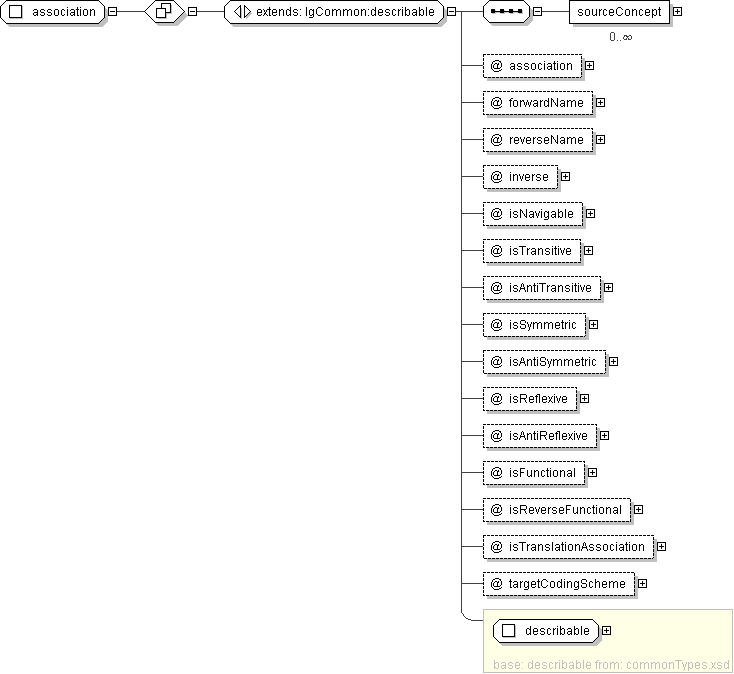 association extends: lgCommon:describable sourceConcept
0..∞
@ association
@ forwardName
@ reverseName
@ inverse
@ isNavigable
@ isTransitive
@ isAntiTransitive
@ isSymmetric
@ isAntiSymmetric
@ isReflexive
@ isAntiReflexive
@ isFunctional
@ isReverseFunctional
@ isTranslationAssociation
@ targetCodingScheme
describable
base: describable from: commonTypes.xsd